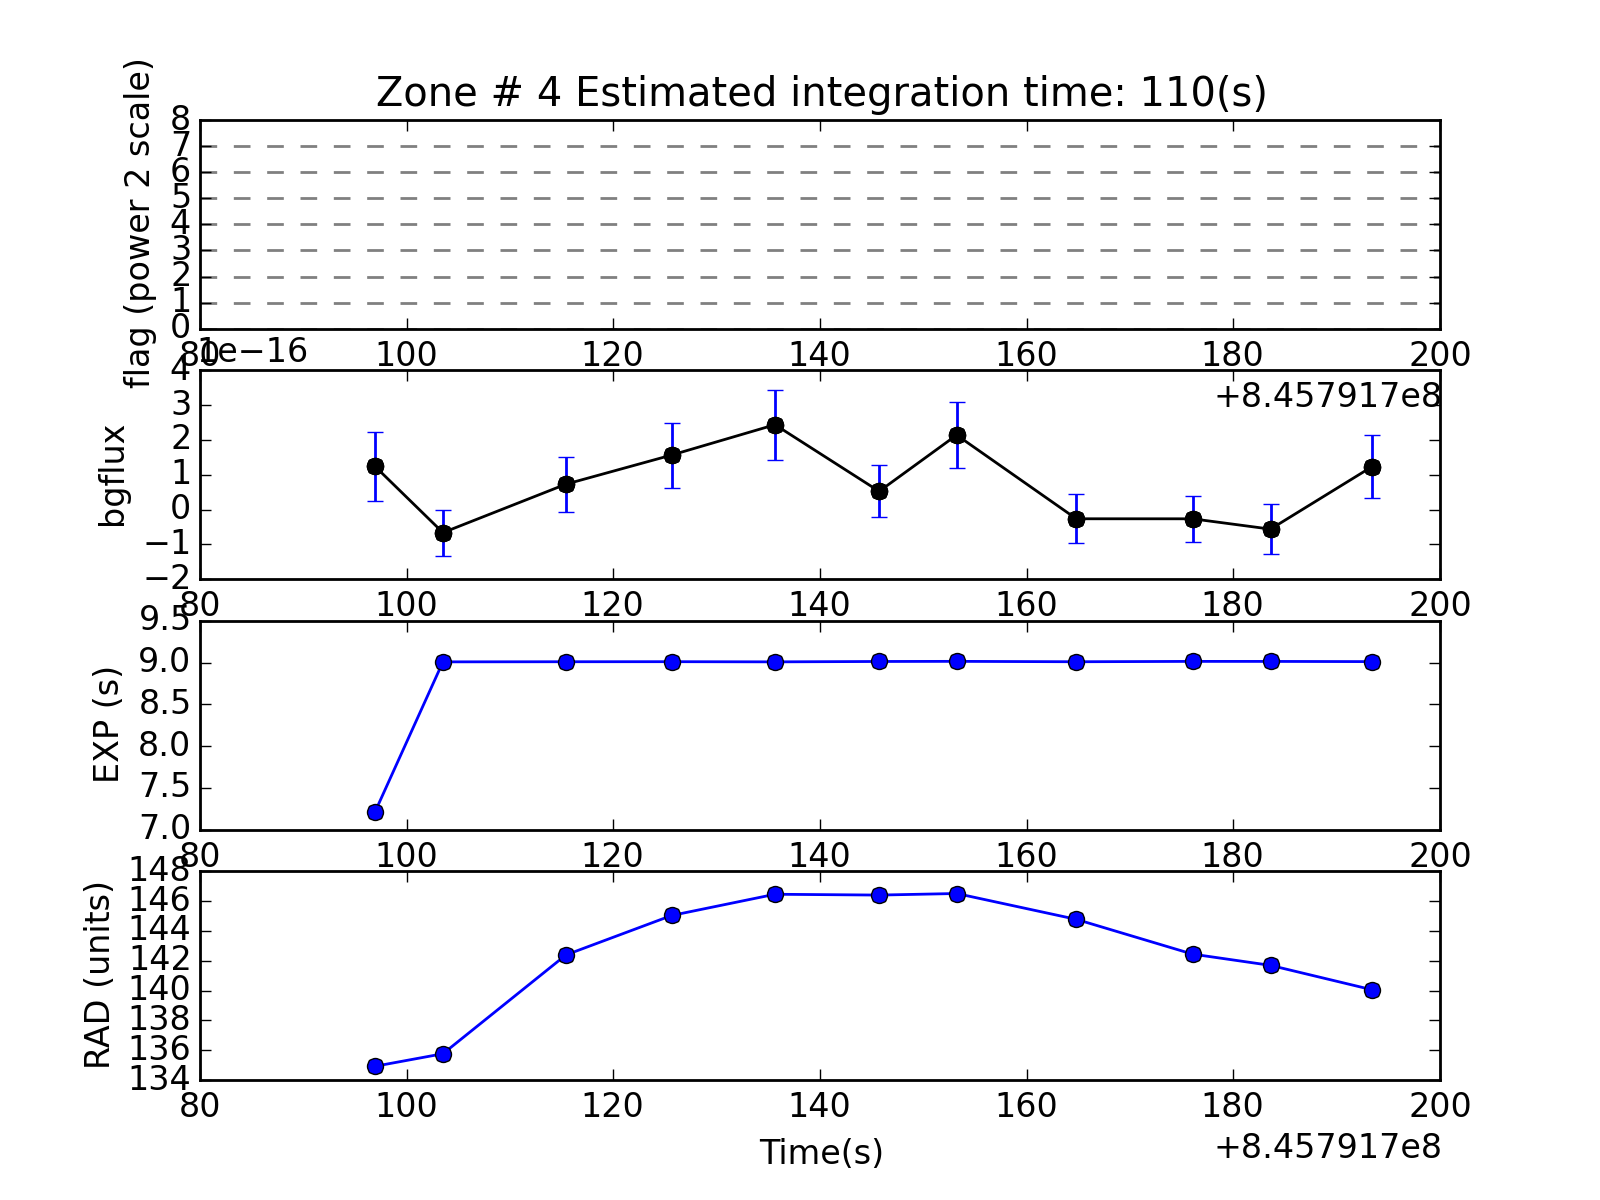 Zone # 4 Estimated integration time: 110(s)
flag (power 2 scale)
8
7
6
5
4
3
2
1
0
80 100 120 140 160 180 200
1e−16
+8.457917e8
bgflux
4
3
2
1
0
−1
−2
80 100 120 140 160 180 200
EXP (s)
9.5
9.0
8.5
8.0
7.5
7.0
80 100 120 140 160 180 200
RAD (units)
148
146
144
142
140
138
136
134
80 100 120 140 160 180 200
Time(s)
+8.457917e8